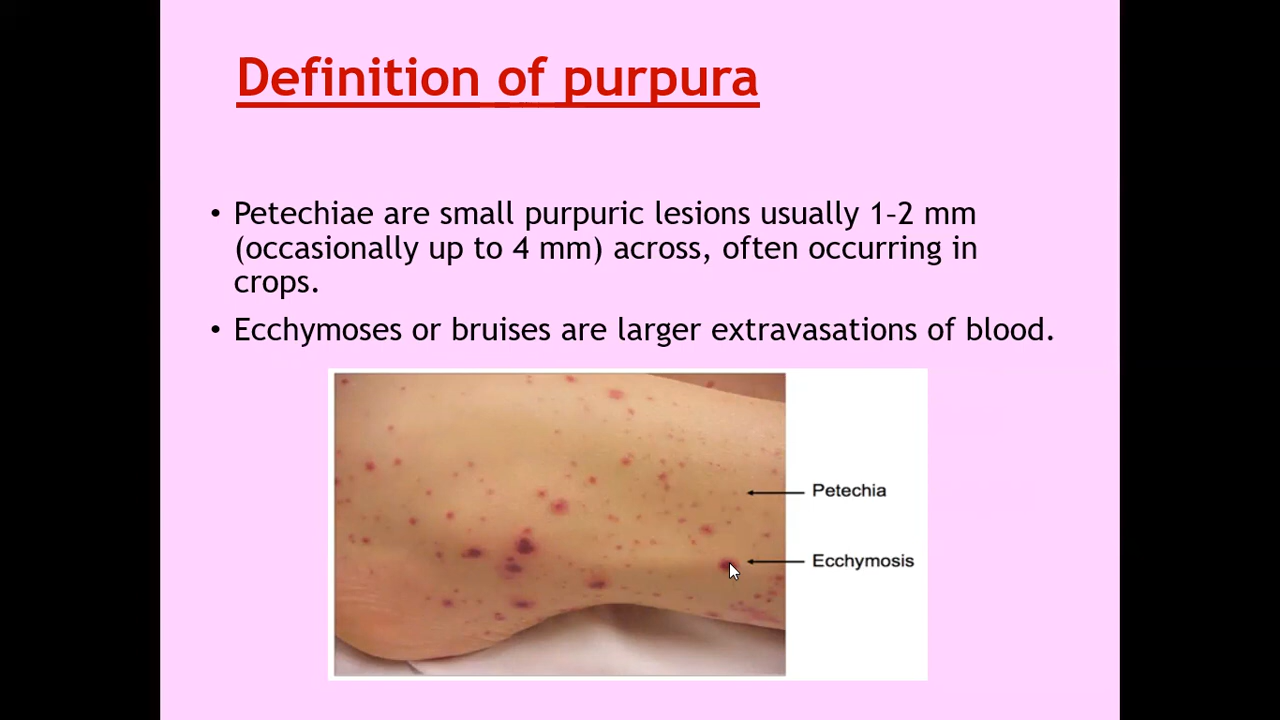 Definition of purpura
• Petechiae are small purpuric lesions usually 1–2 mm
(occasionally up to 4 mm) across, often occurring in
crops.
• Ecchymoses or bruises are larger extravasations of blood.
Petechia
Ecchymosis